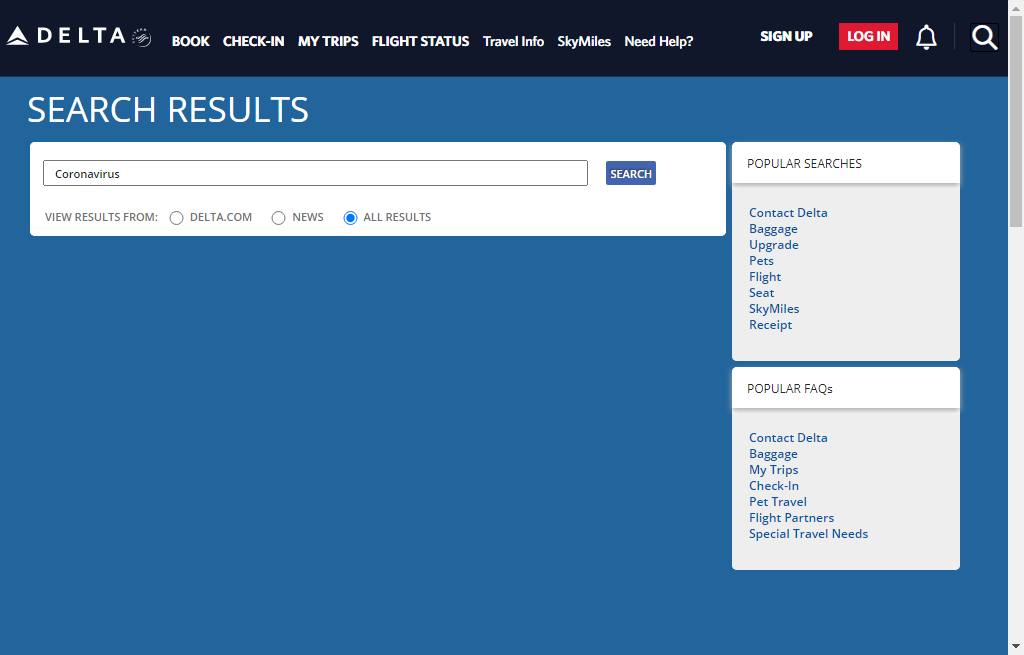 DELTA
BOOK CHECK-IN MY TRIPS FLIGHT STATUS Travel Info SkyMiles Need Help? SIGN UP LOG IN
SEARCH RESULTS
Coronavirus SEARCH
VIEW RESULTS FROM: DELTA.COM NEWS ALL RESULTS
POPULAR SEARCHES
Contact Delta
Baggage
Upgrade
Pets
Flight
Seat
SkyMiles
Receipt
POPULAR FAQs
Contact Delta
Baggage
My Trips
Check-In
Pet Travel
Flight Partners
Special Travel Needs